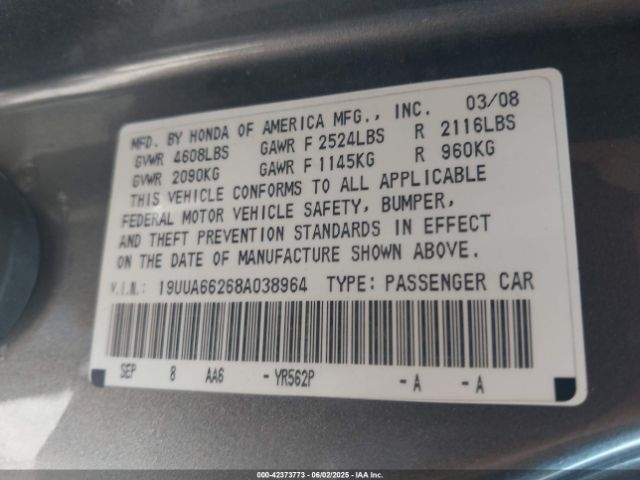 MFD. BY HONDA OF AMERICA MFG., INC. 03/08
GVWR 4608LBS GAWR F 2524LBS R 2116LBS
GVWR 2090KG GAWR F 1145KG R 960KG
THIS VEHICLE CONFORMS TO ALL APPLICABLE
FEDERAL MOTOR VEHICLE SAFETY, BUMPER,
AND THEFT PREVENTION STANDARDS IN EFFECT
ON THE DATE OF MANUFACTURE SHOWN ABOVE.
V.I.N.: 19UUA66268A038964 TYPE: PASSENGER CAR
SEP 8 AA6 -YR562P -A -A
000-42373773 - 06/02/2025 - IAA Inc.